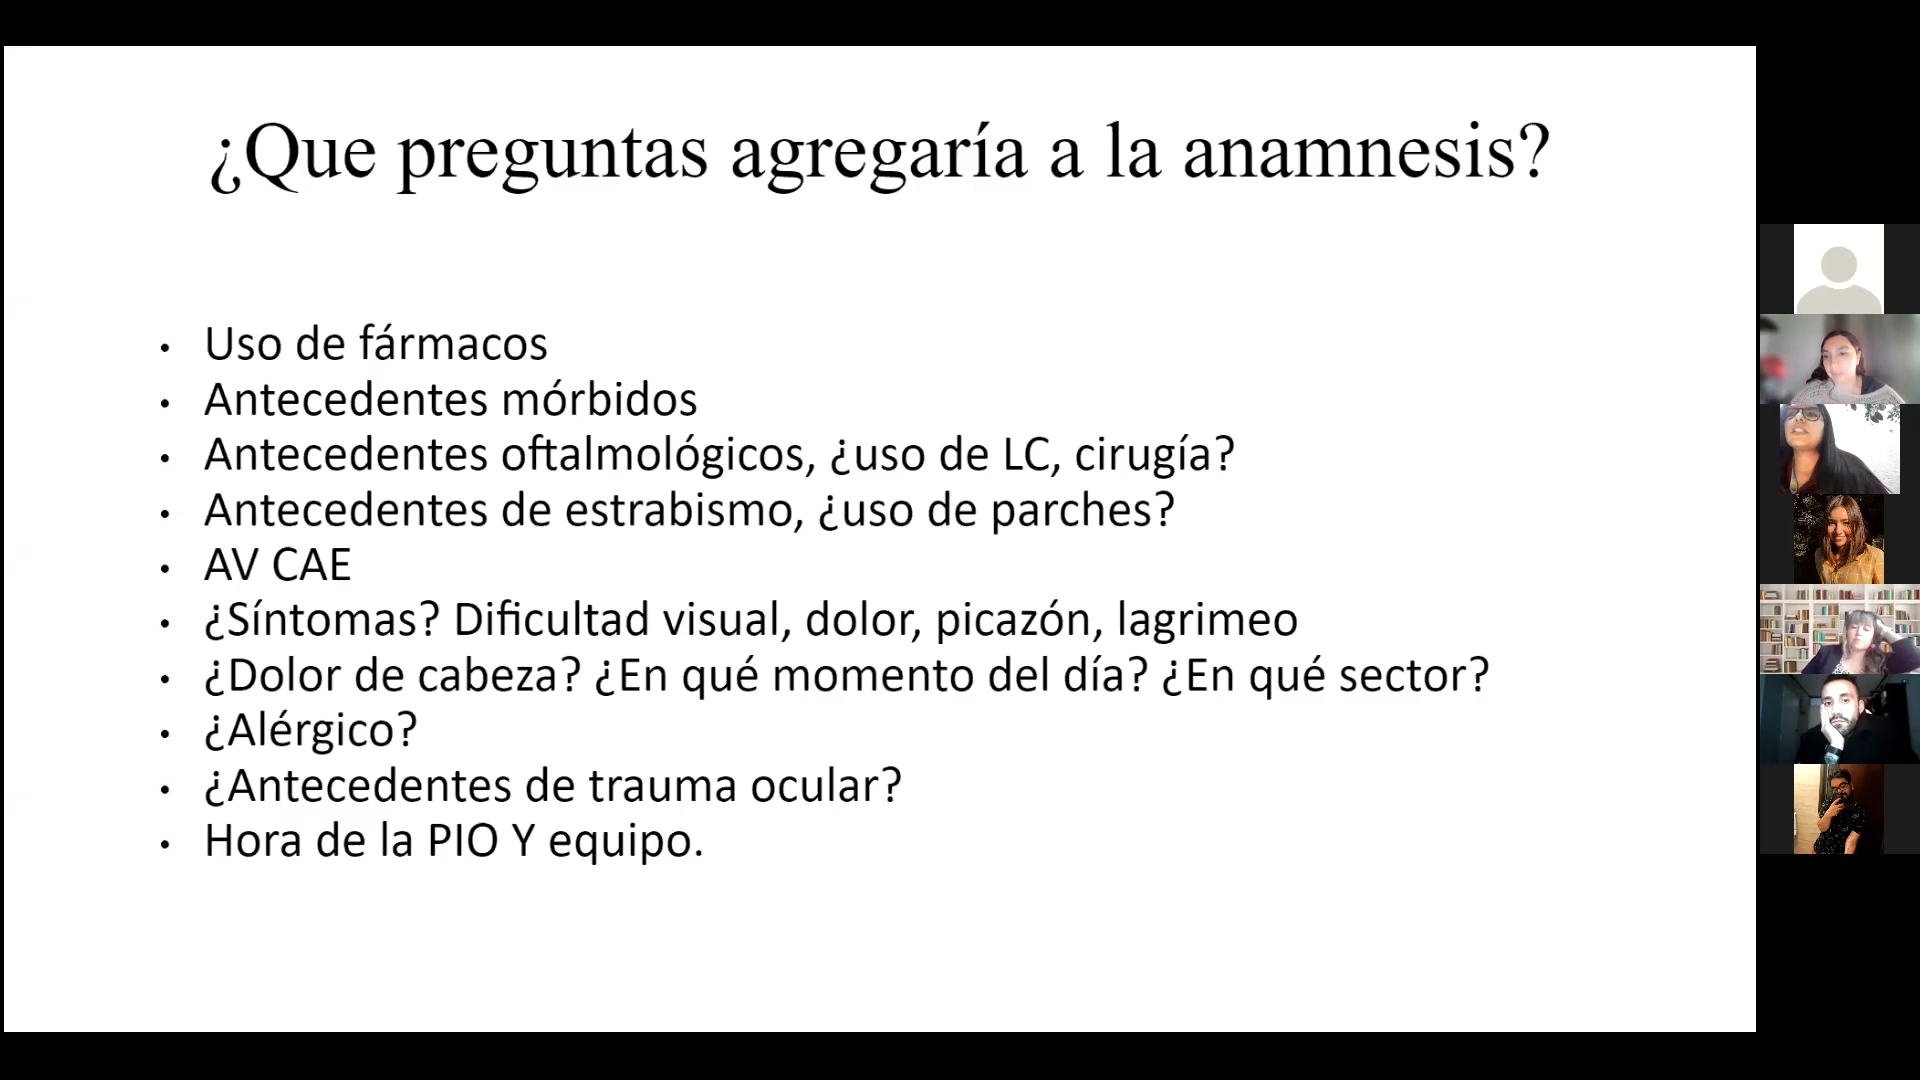 ¿Que preguntas agregaría a la anamnesis?
• Uso de fármacos
• Antecedentes mórbidos
• Antecedentes oftalmológicos, ¿uso de LC, cirugía?
• Antecedentes de estrabismo, ¿uso de parches?
• AV CAE
• ¿Síntomas? Dificultad visual, dolor, picazón, lagrimeo
• ¿Dolor de cabeza? ¿En qué momento del día? ¿En qué sector?
• ¿Alérgico?
• ¿Antecedentes de trauma ocular?
• Hora de la PIO Y equipo.